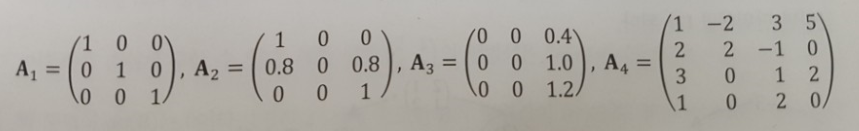 A₁ = (1 0 0; 0 1 0; 0 0 1), A₂ = (1 0 0; 0.8 0 0.8; 0 0 1), A₃ = (0 0 0.4; 0 0 1.0; 0 0 1.2), A₄ = (1 −2 3 5; 2 2 −1 0; 3 0 1 2; 1 0 2 0)